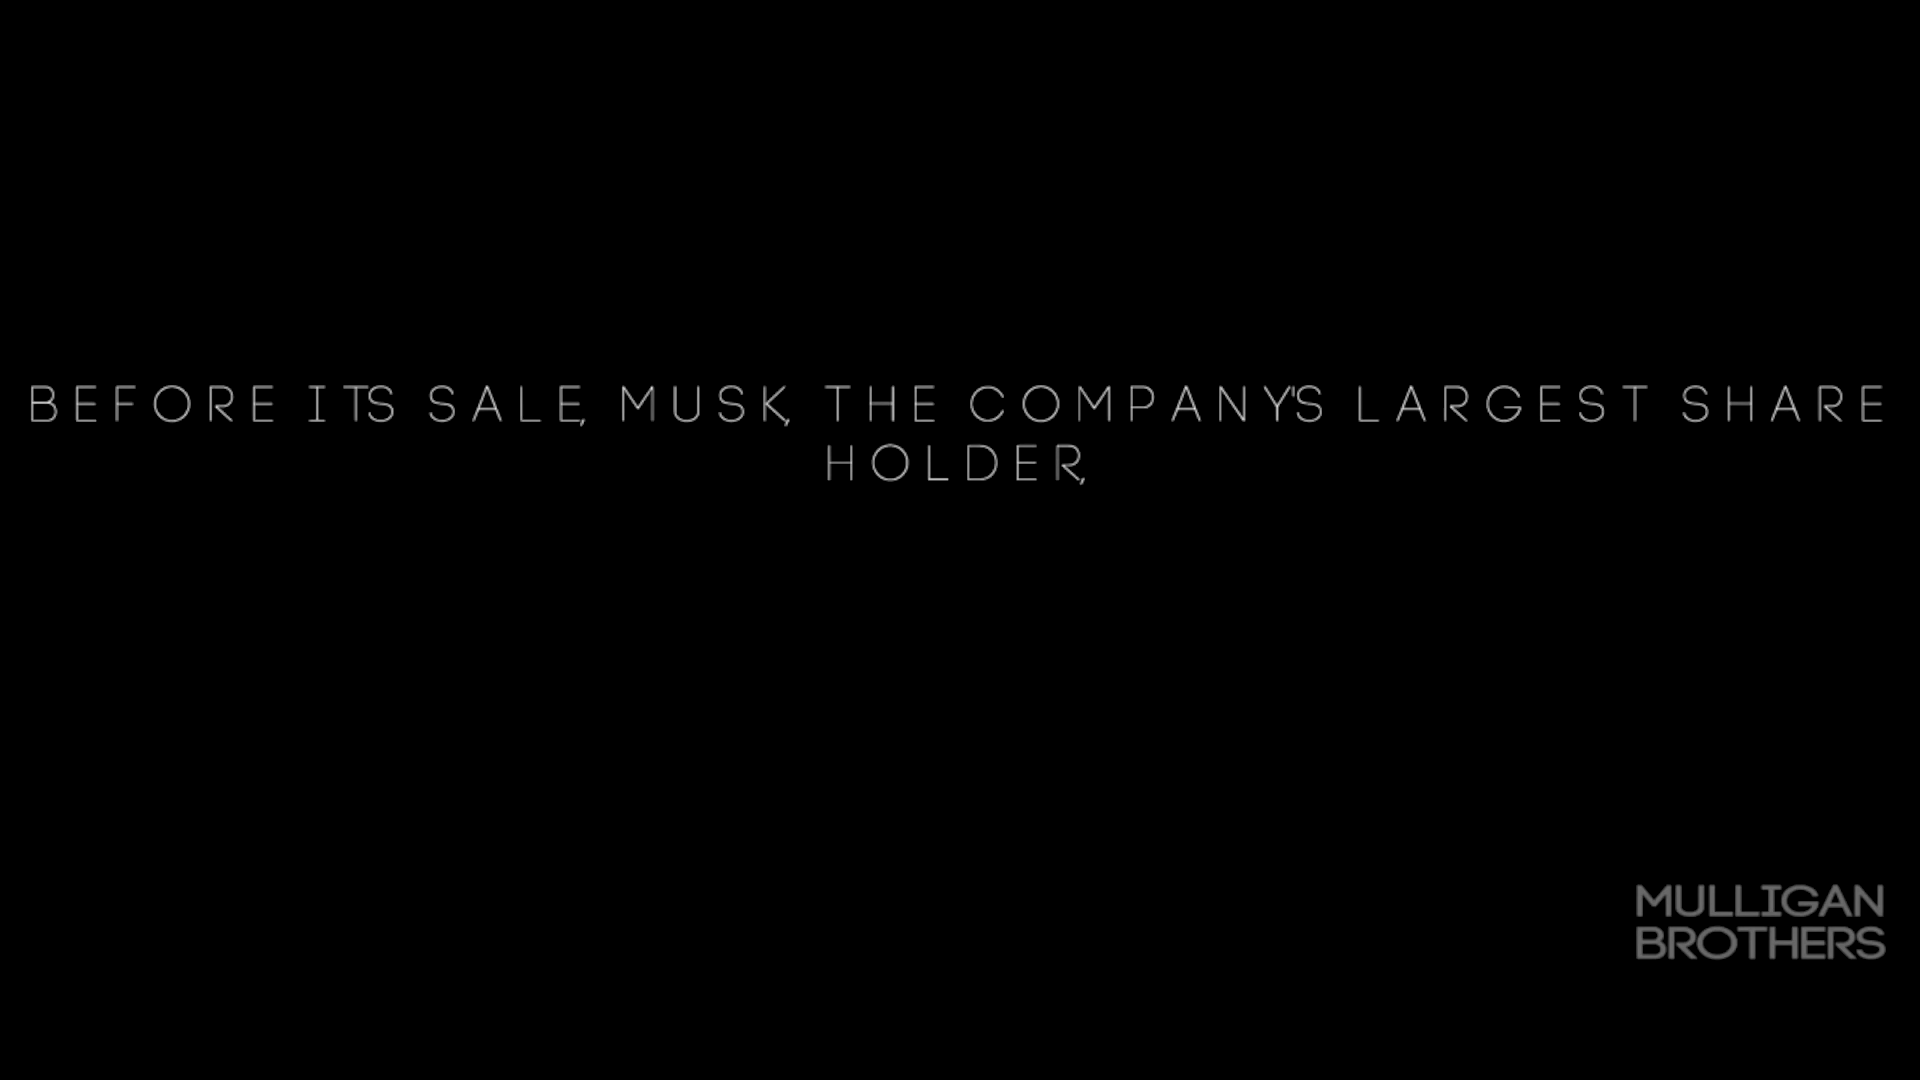 BEFORE ITS SALE, MUSK, THE COMPANY'S LARGEST SHARE
HOLDER,
MULLIGAN
BROTHERS